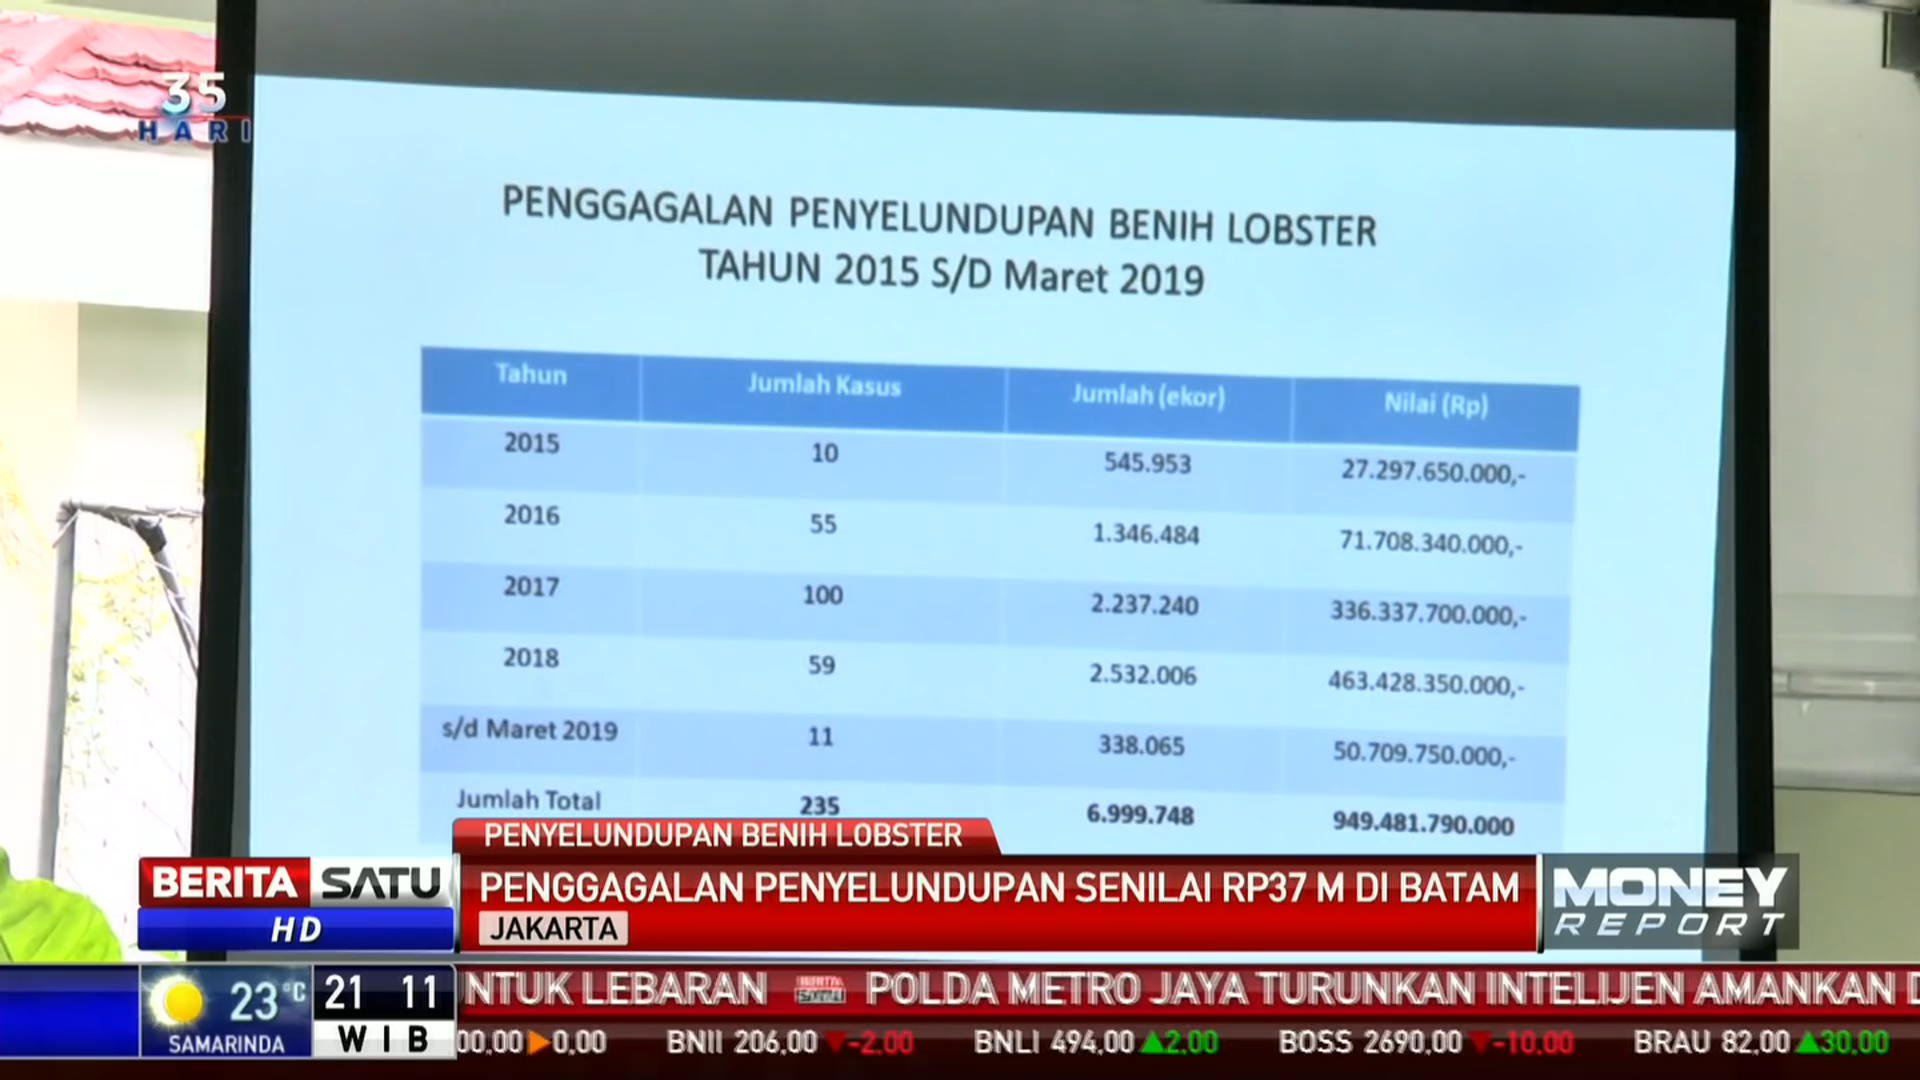 35
HARI
PENGGAGALAN PENYELUNDUPAN BENIH LOBSTER
TAHUN 2015 S/D Maret 2019
Tahun Jumlah Kasus Jumlah (ekor) Nilai (Rp)
2015 10 545.953 27.297.650.000,-
2016 55 1.346.484 71.708.340.000,-
2017 100 2.237.240 336.337.700.000,-
2018 59 2.532.006 463.428.350.000,-
s/d Maret 2019 11 338.065 50.709.750.000,-
Jumlah Total 235 6.999.748 949.481.790.000
PENYELUNDUPAN BENIH LOBSTER
BERITA SATU
HD
PENGGAGALAN PENYELUNDUPAN SENILAI RP37 M DI BATAM
JAKARTA
MONEY
REPORT
23°C
SAMARINDA
21 11
WIB
NTUK LEBARAN BERITA SATU POLDA METRO JAYA TURUNKAN INTELIJEN AMANKAN D
00,00 0,00 BNII 206,00 -2,00 BNLI 494,00 2,00 BOSS 2690,00 -10,00 BRAU 82,00 30,00